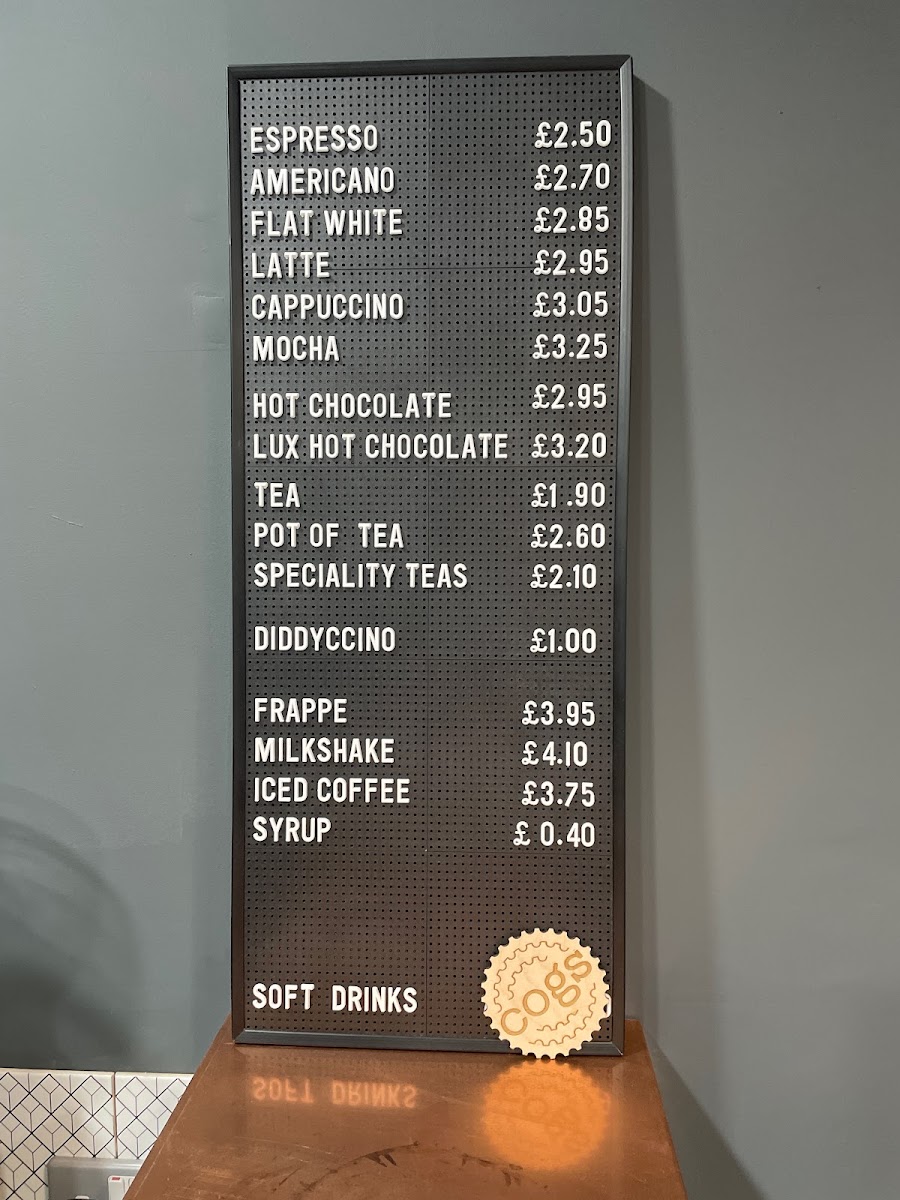 ESPRESSO £2.50
AMERICANO £2.70
FLAT WHITE £2.85
LATTE £2.95
CAPPUCCINO £3.05
MOCHA £3.25
HOT CHOCOLATE £2.95
LUX HOT CHOCOLATE £3.20
TEA £1.90
POT OF TEA £2.60
SPECIALITY TEAS £2.10
DIDDYCCINO £1.00
FRAPPE £3.95
MILKSHAKE £4.10
ICED COFFEE £3.75
SYRUP £ 0.40
SOFT DRINKS
cogs